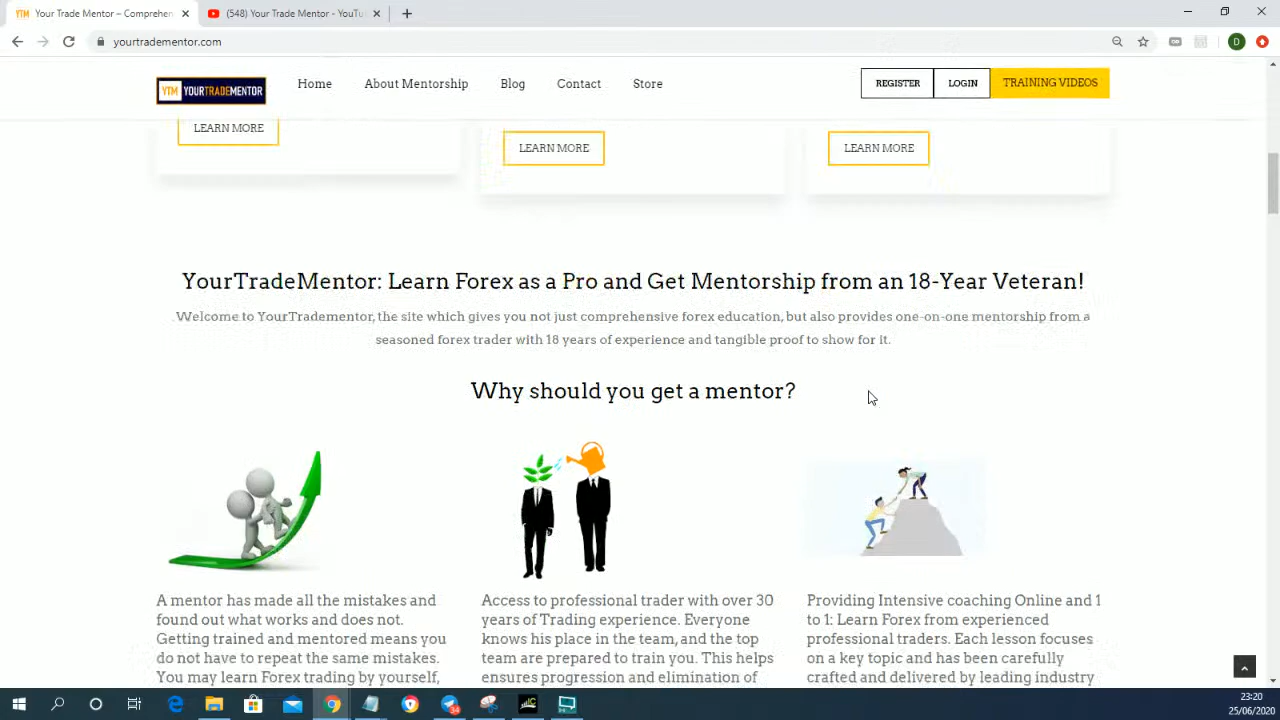 Your Trade Mentor – Comprehen
(548) Your Trade Mentor - YouTu
yourtradementor.com
D
YTM YOURTRADEMENTOR
Home
About Mentorship
Blog
Contact
Store
REGISTER
LOGIN
TRAINING VIDEOS
LEARN MORE
LEARN MORE
LEARN MORE
YourTradeMentor: Learn Forex as a Pro and Get Mentorship from an 18-Year Veteran!
Welcome to YourTradementor, the site which gives you not just comprehensive forex education, but also provides one-on-one mentorship from a
seasoned forex trader with 18 years of experience and tangible proof to show for it.
Why should you get a mentor?
A mentor has made all the mistakes and
found out what works and does not.
Getting trained and mentored means you
do not have to repeat the same mistakes.
You may learn Forex trading by yourself,
Access to professional trader with over 30
years of Trading experience. Everyone
knows his place in the team, and the top
team are prepared to train you. This helps
ensures progression and elimination of
Providing Intensive coaching Online and 1
to 1: Learn Forex from experienced
professional traders. Each lesson focuses
on a key topic and has been carefully
crafted and delivered by leading industry
23:20
25/06/2020